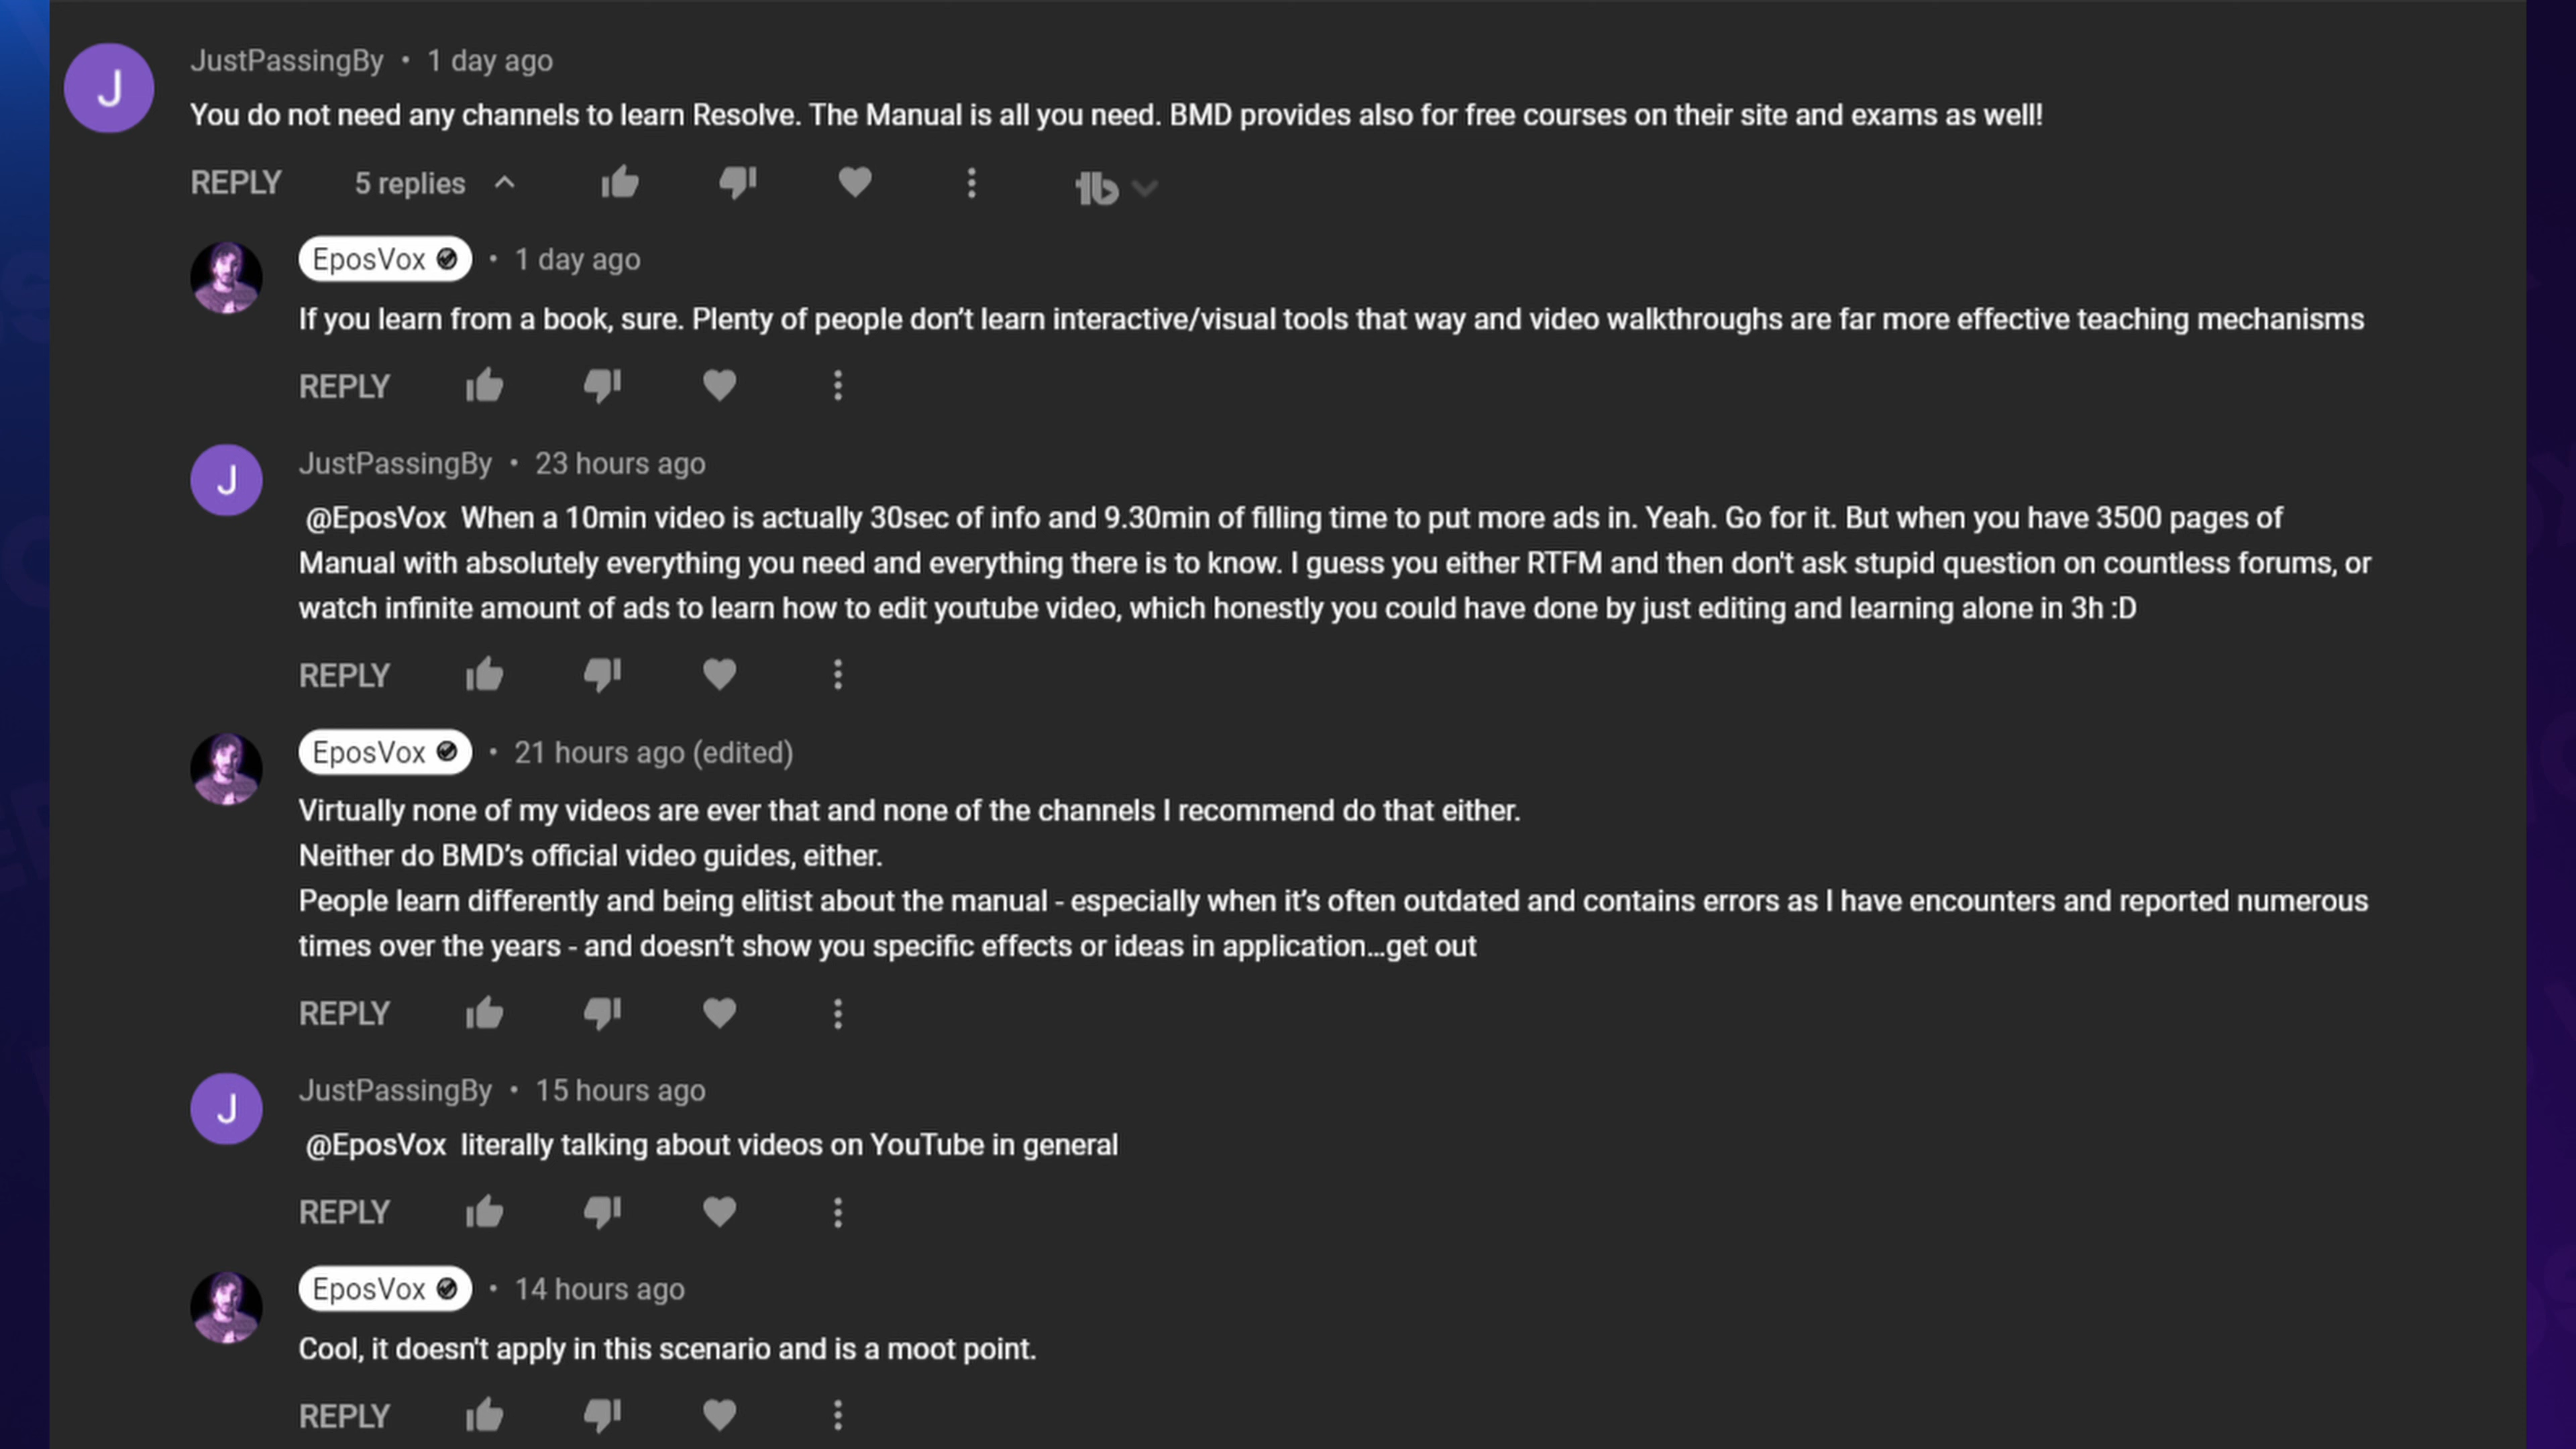 JustPassingBy • 1 day ago
You do not need any channels to learn Resolve. The Manual is all you need. BMD provides also for free courses on their site and exams as well!
REPLY 5 replies
EposVox • 1 day ago
If you learn from a book, sure. Plenty of people don’t learn interactive/visual tools that way and video walkthroughs are far more effective teaching mechanisms
REPLY
J JustPassingBy • 23 hours ago
@EposVox When a 10min video is actually 30sec of info and 9.30min of filling time to put more ads in. Yeah. Go for it. But when you have 3500 pages of
Manual with absolutely everything you need and everything there is to know. I guess you either RTFM and then don't ask stupid question on countless forums, or
watch infinite amount of ads to learn how to edit youtube video, which honestly you could have done by just editing and learning alone in 3h :D
REPLY
EposVox • 21 hours ago (edited)
Virtually none of my videos are ever that and none of the channels I recommend do that either.
Neither do BMD’s official video guides, either.
People learn differently and being elitist about the manual - especially when it’s often outdated and contains errors as I have encounters and reported numerous
times over the years - and doesn’t show you specific effects or ideas in application...get out
REPLY
J JustPassingBy • 15 hours ago
@EposVox literally talking about videos on YouTube in general
REPLY
EposVox • 14 hours ago
Cool, it doesn't apply in this scenario and is a moot point.
REPLY